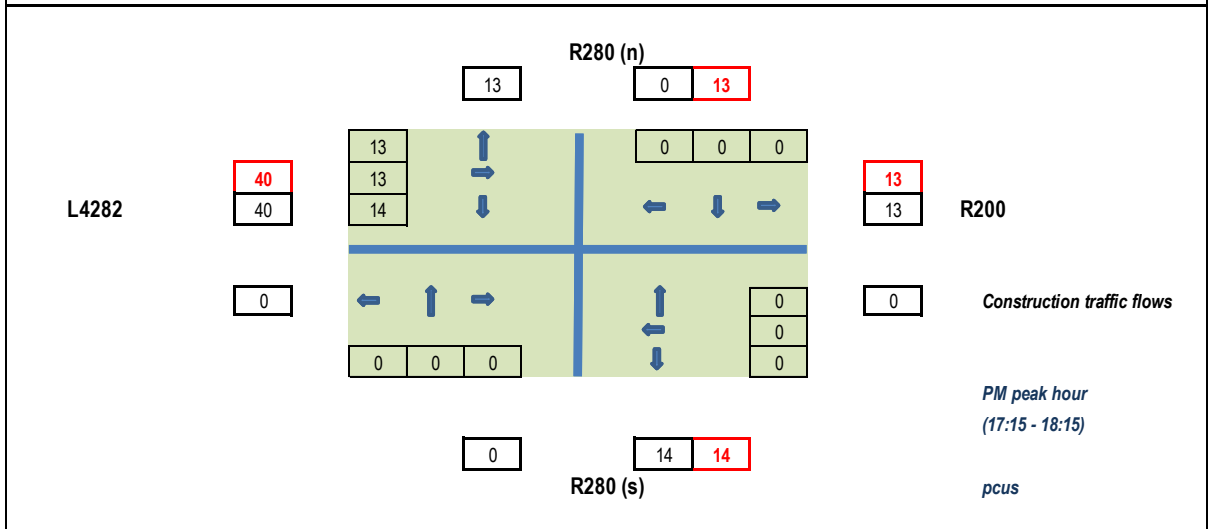 R280 (n)
13 0 13
13 0 0 0
40 13 13
L4282 40 14 13 R200
0 0 0 Construction traffic flows
0
0 0 0 0
PM peak hour
(17:15 - 18:15)
0 14 14
R280 (s)
pcus